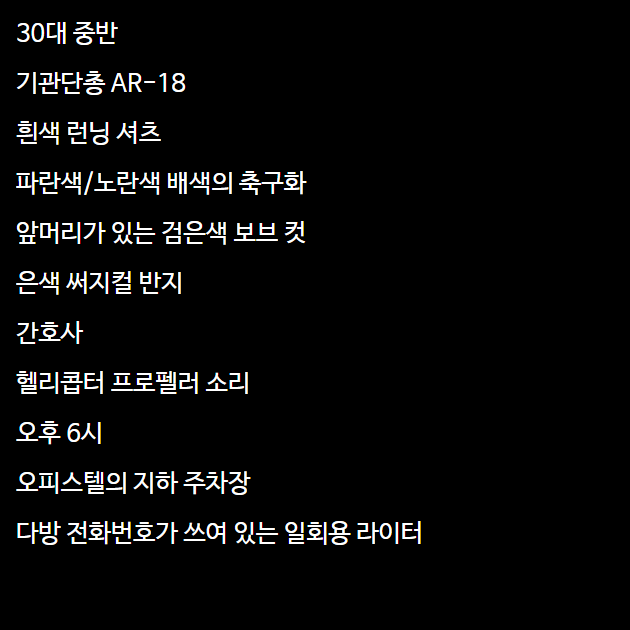 30대 중반
기관단총 AR-18
흰색 런닝 셔츠
파란색/노란색 배색의 축구화
앞머리가 있는 검은색 보브 컷
은색 써지컬 반지
간호사
헬리콥터 프로펠러 소리
오후 6시
오피스텔의 지하 주차장
다방 전화번호가 쓰여 있는 일회용 라이터